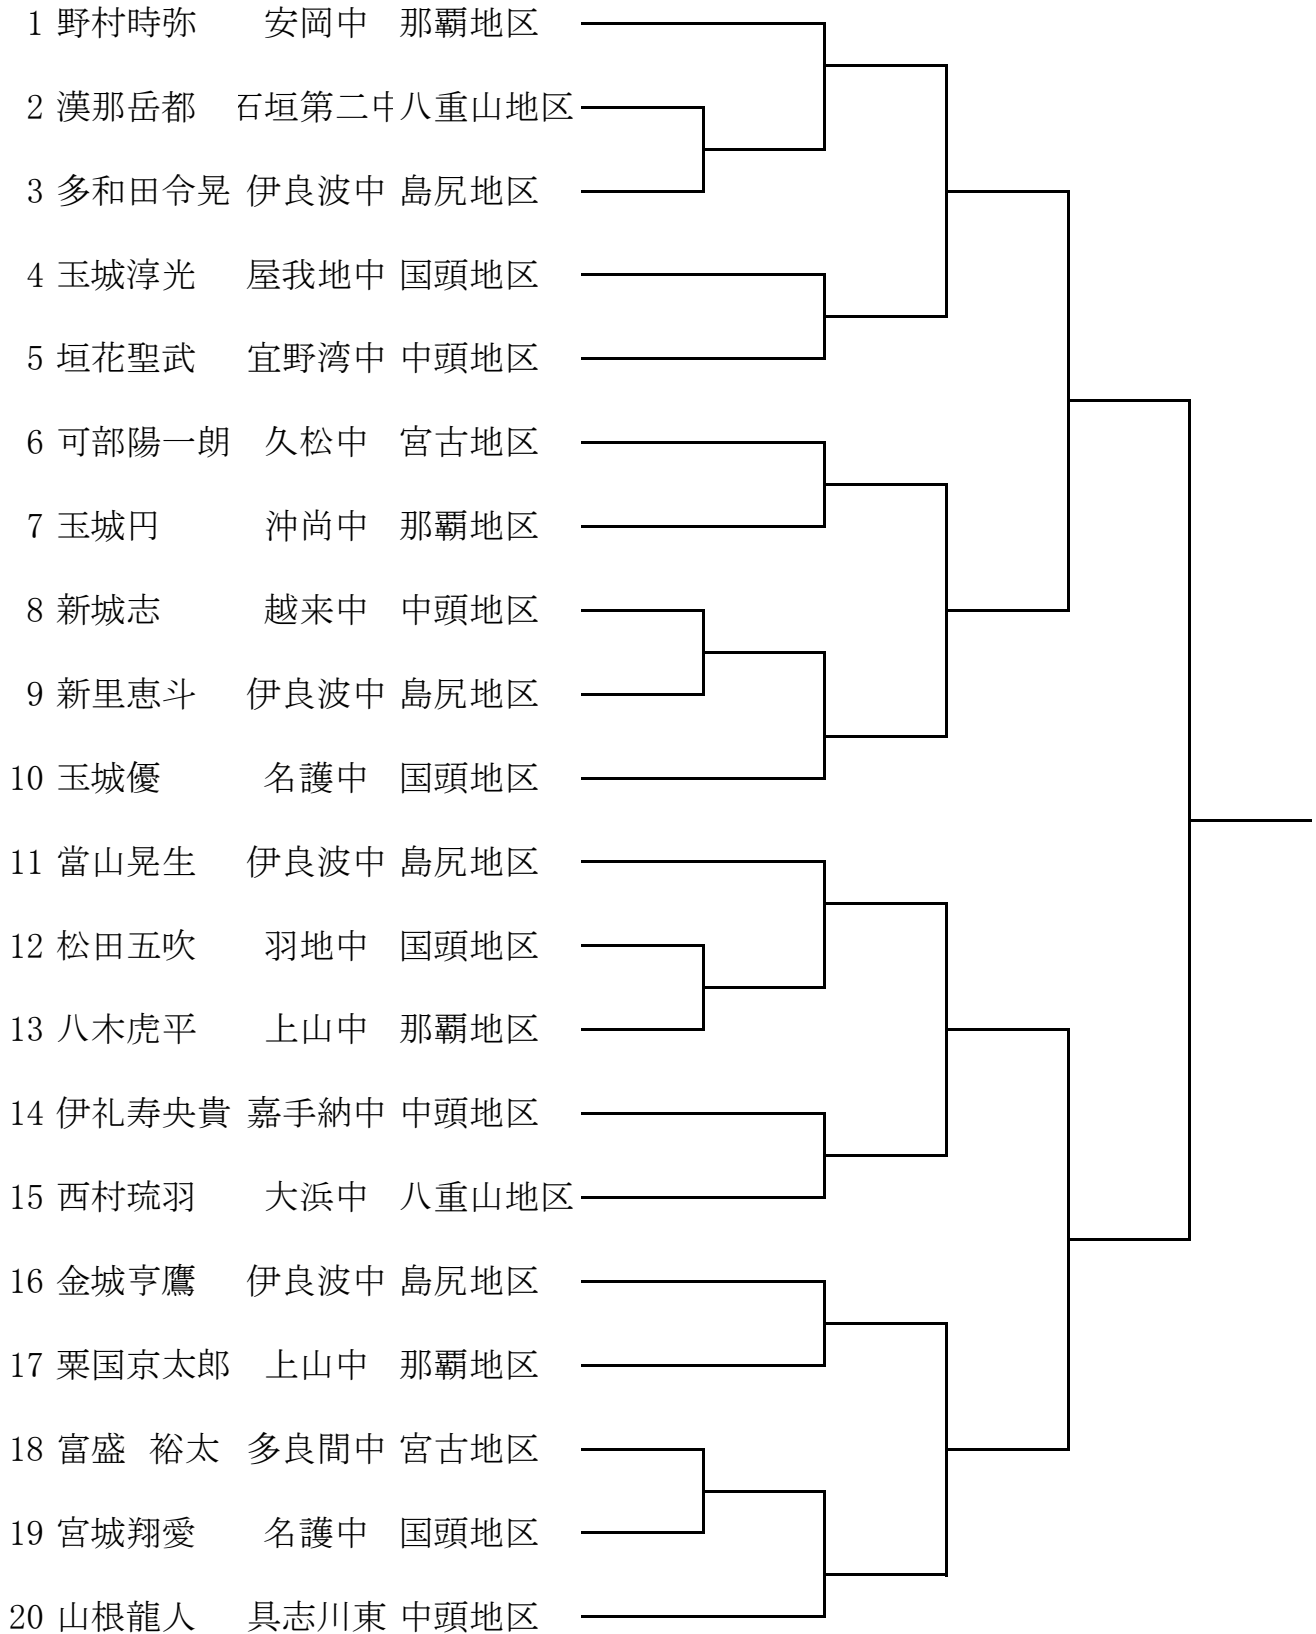 1 野村時弥 安岡中 那覇地区
2 漢那岳都 石垣第二中 八重山地区
3 多和田令晃 伊良波中 島尻地区
4 玉城淳光 屋我地中 国頭地区
5 垣花聖武 宜野湾中 中頭地区
6 可部陽一朗 久松中 宮古地区
7 玉城円 沖尚中 那覇地区
8 新城志 越来中 中頭地区
9 新里恵斗 伊良波中 島尻地区
10 玉城優 名護中 国頭地区
11 當山晃生 伊良波中 島尻地区
12 松田五吹 羽地中 国頭地区
13 八木虎平 上山中 那覇地区
14 伊礼寿央貴 嘉手納中 中頭地区
15 西村琉羽 大浜中 八重山地区
16 金城亨鷹 伊良波中 島尻地区
17 粟国京太郎 上山中 那覇地区
18 富盛 裕太 多良間中 宮古地区
19 宮城翔愛 名護中 国頭地区
20 山根龍人 具志川東 中頭地区